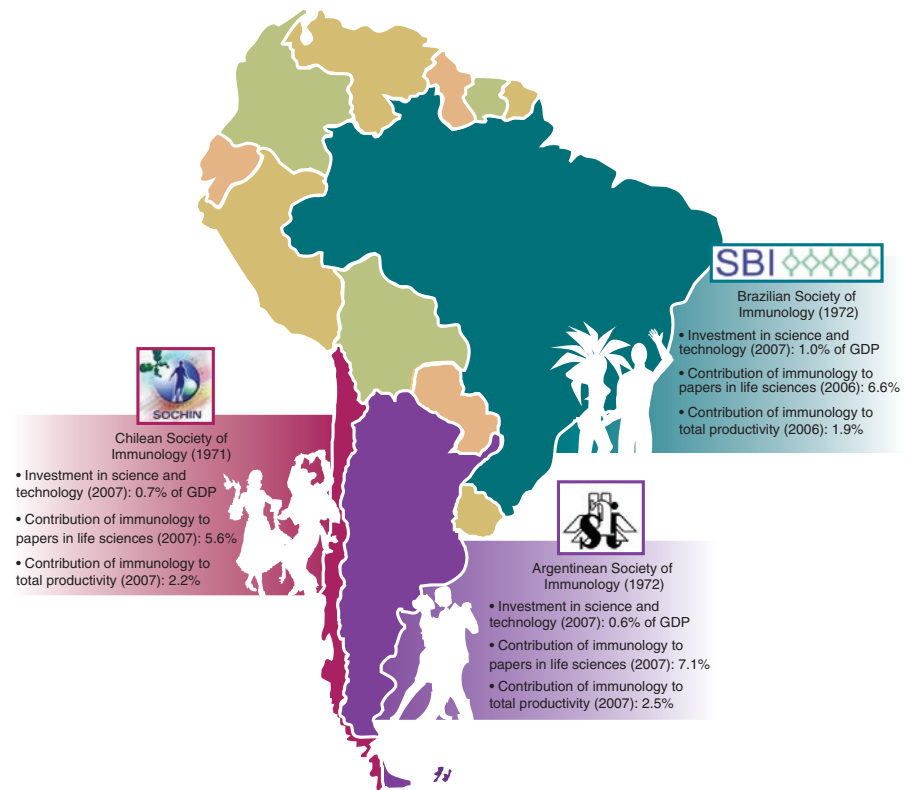 SBI
Brazilian Society of
Immunology (1972)
• Investment in science and
technology (2007): 1.0% of GDP
• Contribution of immunology to
papers in life sciences (2006): 6.6%
• Contribution of immunology to
total productivity (2006): 1.9%
SOCHIN
Chilean Society of
Immunology (1971)
• Investment in science and
technology (2007): 0.7% of GDP
• Contribution of immunology to
papers in life sciences (2007): 5.6%
• Contribution of immunology to
total productivity (2007): 2.2%
Argentinean Society of
Immunology (1972)
• Investment in science and
technology (2007): 0.6% of GDP
• Contribution of immunology to
papers in life sciences (2007): 7.1%
• Contribution of immunology to
total productivity (2007): 2.5%